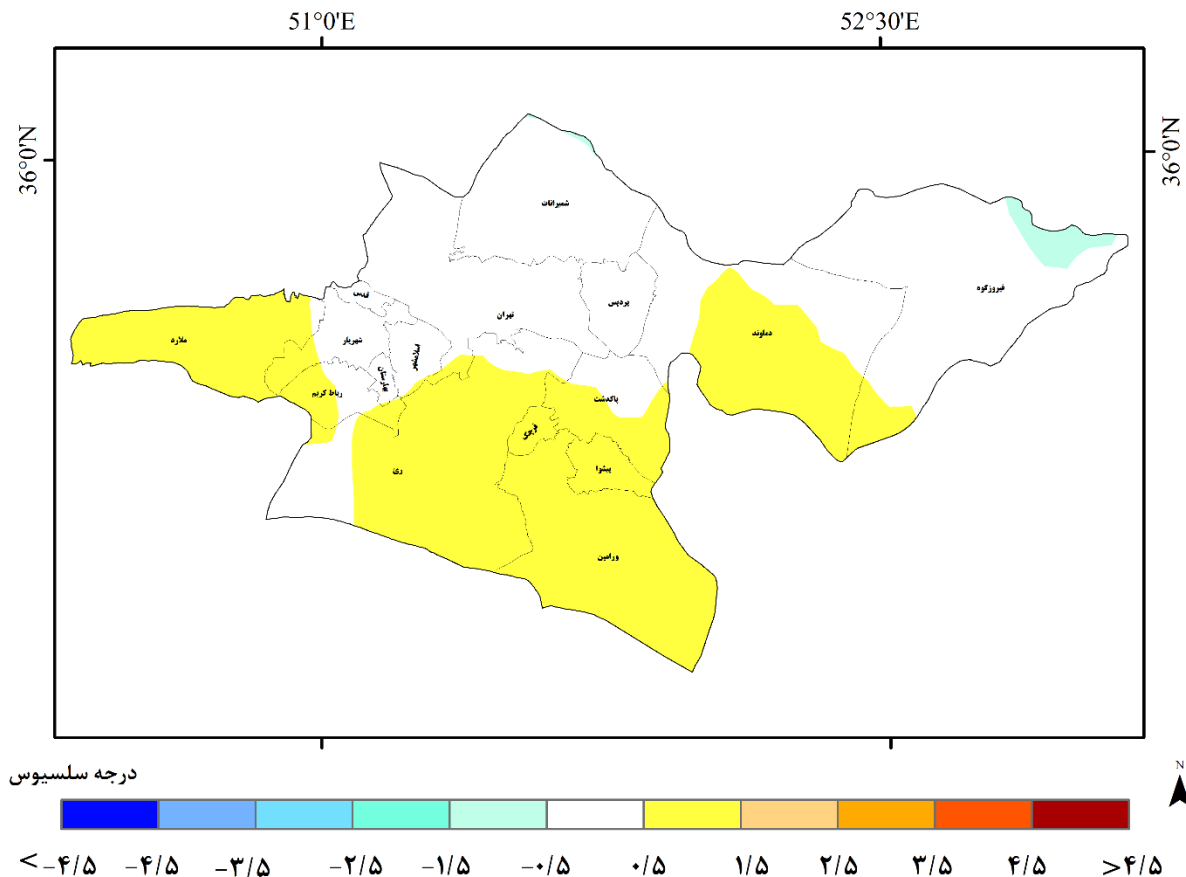 51°0'E 52°30'E
36°0'N 36°0'N
شمیرانات
فیروزکوه
پردیس
قدس
تهران
دماوند
ملارد
شهریار
اسلامشهر
بهارستان
رباط کریم
پاکدشت
قرچک
پیشوا
ری
ورامین
درجه سلسیوس
N
< -۴/۵ -۴/۵ -۳/۵ -۲/۵ -۱/۵ -۰/۵ ۰/۵ ۱/۵ ۲/۵ ۳/۵ ۴/۵ >۴/۵